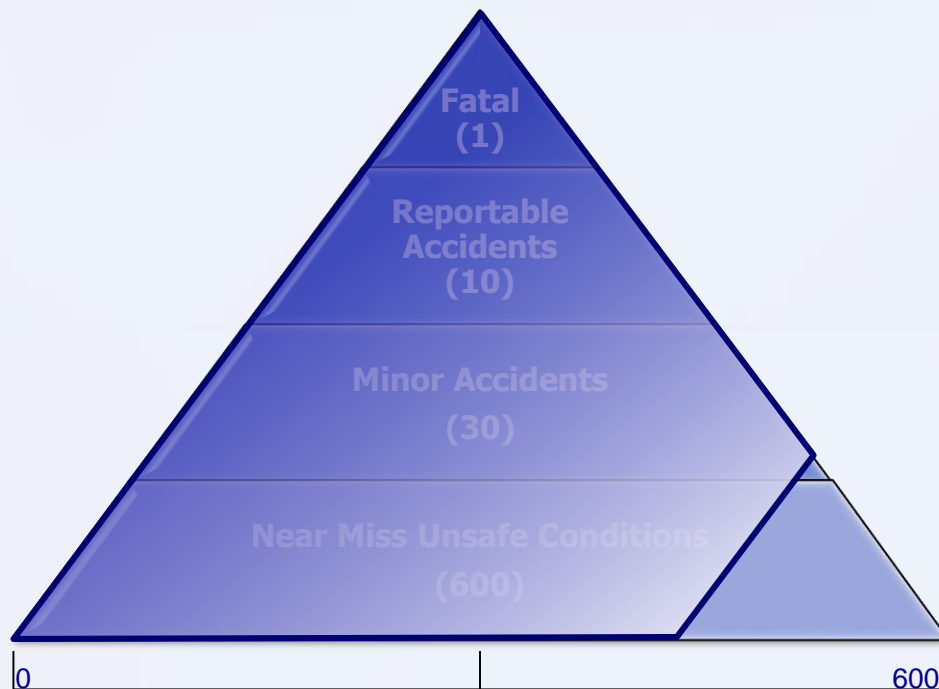 Fatal
(1)
Reportable
Accidents
(10)
Minor Accidents
(30)
Near Miss Unsafe Conditions
(600)
0
600